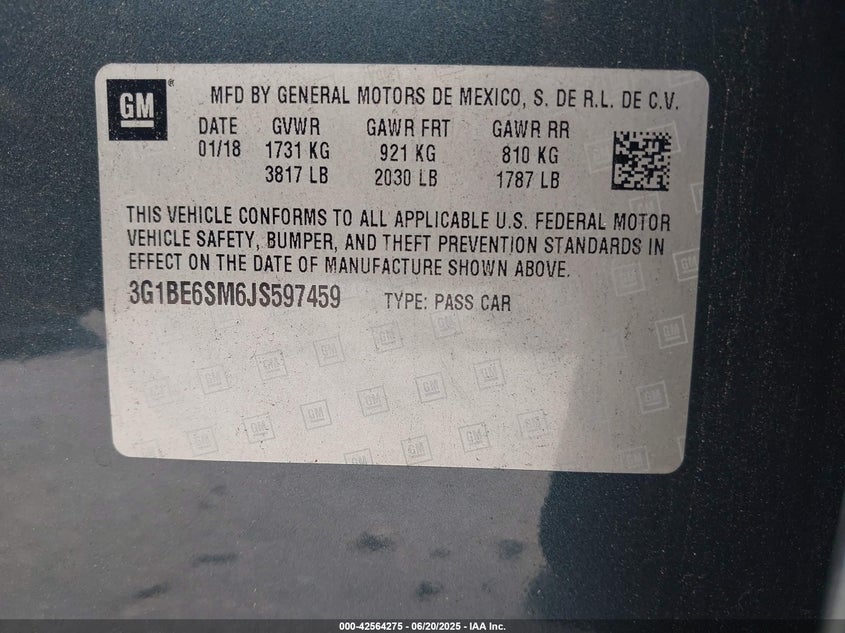 GM®
MFD BY GENERAL MOTORS DE MEXICO, S. DE R.L. DE C.V.
DATE GVWR GAWR FRT GAWR RR
01/18 1731 KG 921 KG 810 KG
3817 LB 2030 LB 1787 LB
THIS VEHICLE CONFORMS TO ALL APPLICABLE U.S. FEDERAL MOTOR
VEHICLE SAFETY, BUMPER, AND THEFT PREVENTION STANDARDS IN
EFFECT ON THE DATE OF MANUFACTURE SHOWN ABOVE.
3G1BE6SM6JS597459 TYPE: PASS CAR
000-42564275 - 06/20/2025 - IAA Inc.